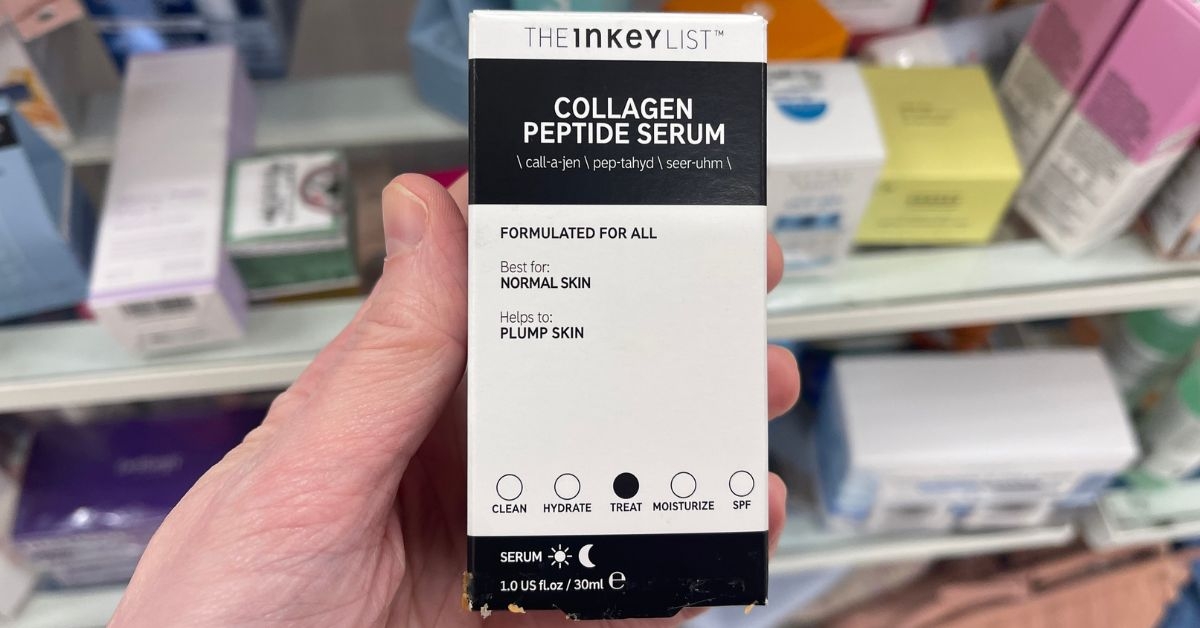 THE INKEY LIST™
COLLAGEN
PEPTIDE SERUM
\ call-a-jen \ pep-tahyd \ seer-uhm \
FORMULATED FOR ALL
Best for:
NORMAL SKIN
Helps to:
PLUMP SKIN
CLEAN HYDRATE TREAT MOISTURIZE SPF
SERUM
1.0 US fl.oz / 30ml ℮